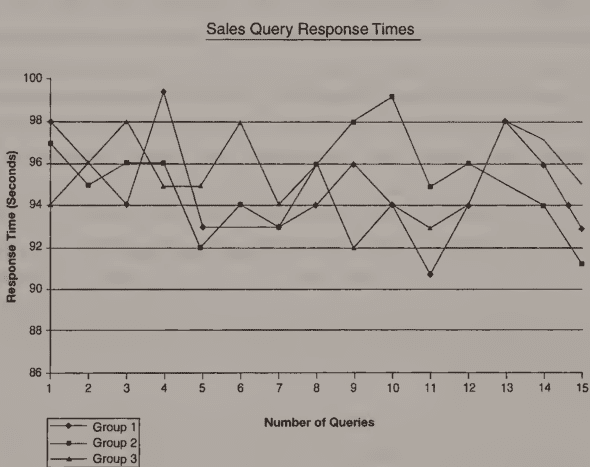 Sales Query Response Times
Response Time (Seconds)
100
98
96
94
92
90
88
86
1 2 3 4 5 6 7 8 9 10 11 12 13 14 15
Number of Queries
Group 1
Group 2
Group 3